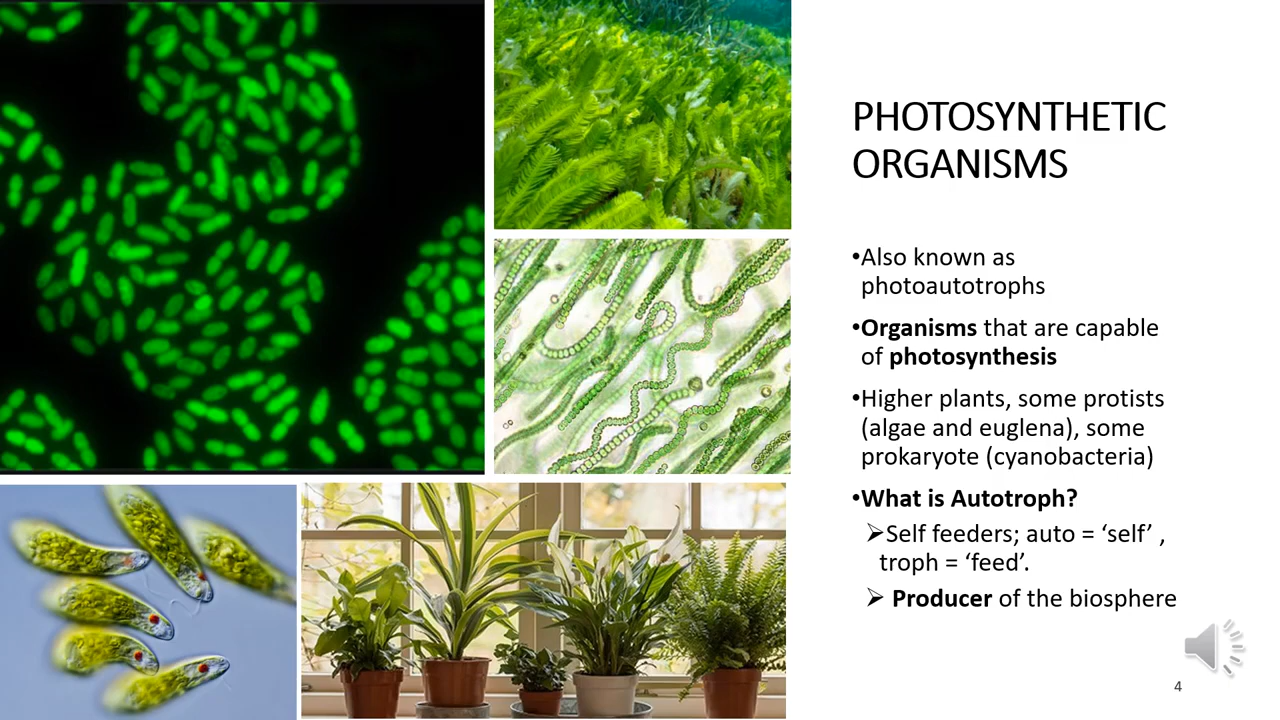 PHOTOSYNTHETIC
ORGANISMS
•Also known as
photoautotrophs
•Organisms that are capable
of photosynthesis
•Higher plants, some protists
(algae and euglena), some
prokaryote (cyanobacteria)
•What is Autotroph?
➢Self feeders; auto = ‘self’ ,
troph = ‘feed’.
➢ Producer of the biosphere
4